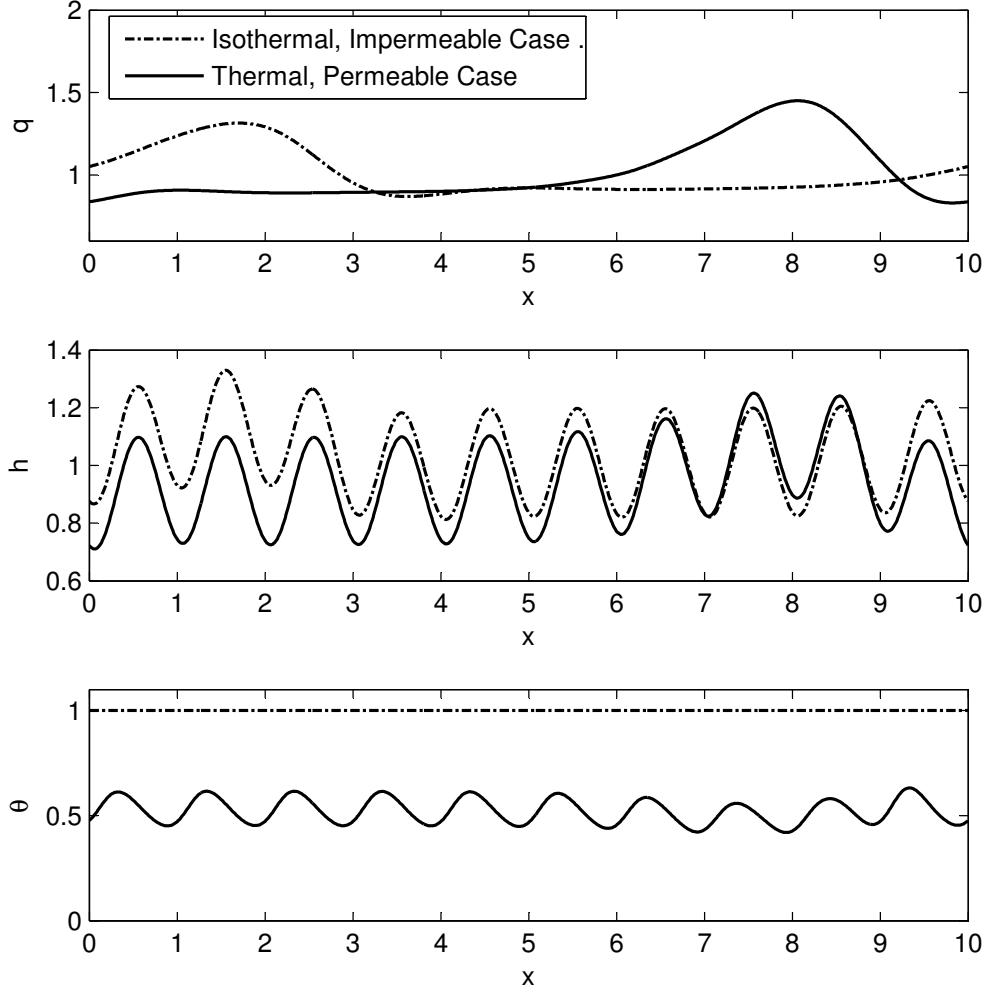 2
1.5
1
q
Isothermal, Impermeable Case .
Thermal, Permeable Case
0 1 2 3 4 5 6 7 8 9 10
x
1.4
1.2
1
0.8
0.6
h
0 1 2 3 4 5 6 7 8 9 10
x
1
0.5
0
θ
0 1 2 3 4 5 6 7 8 9 10
x